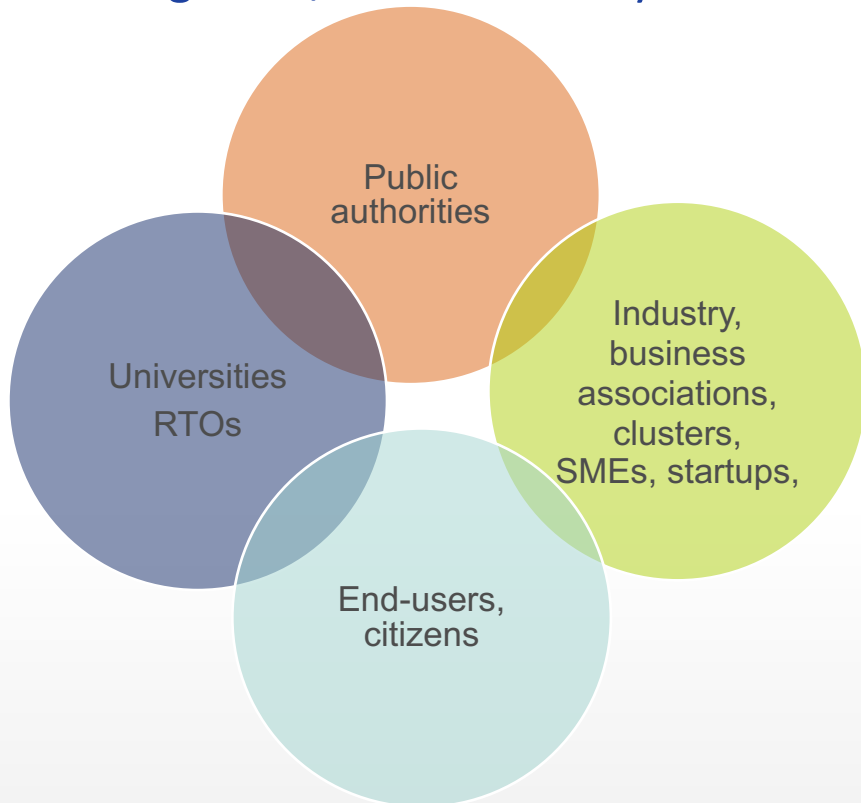 Public
authorities
Universities
RTOs
Industry,
business
associations,
clusters,
SMEs, startups,
End-users,
citizens